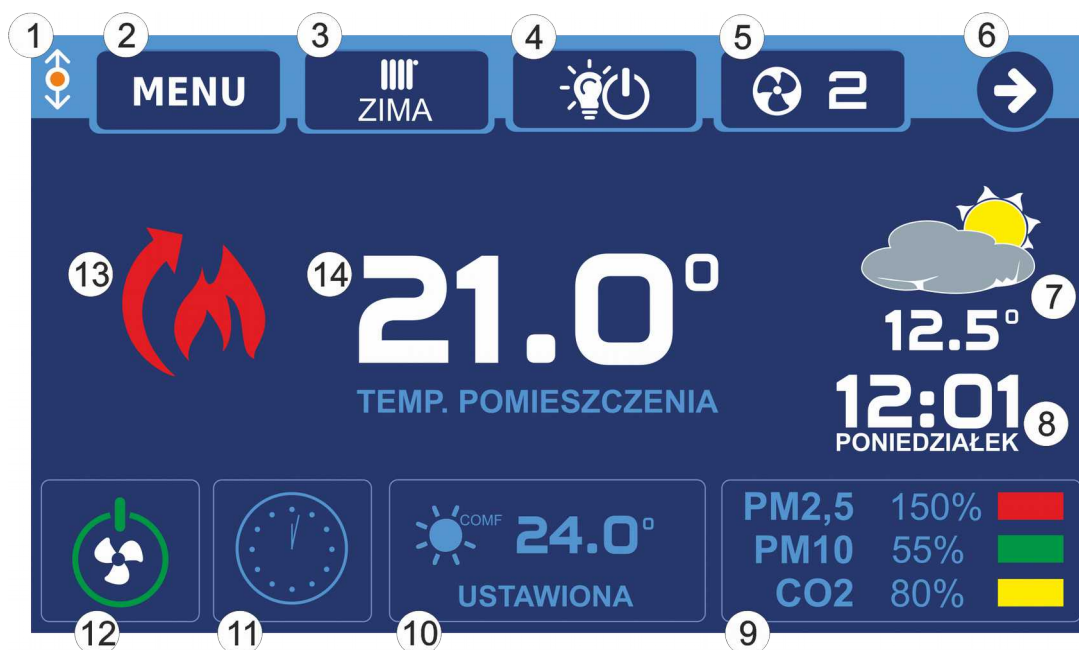 1 2 3 4 5 6
MENU
ZIMA
2
13
14
21.0°
TEMP. POMIESZCZENIA
7
12.5°
12:01
8
PONIEDZIAŁEK
COMF 24.0°
USTAWIONA
PM2,5 150%
PM10 55%
CO2 80%
12 11 10 9